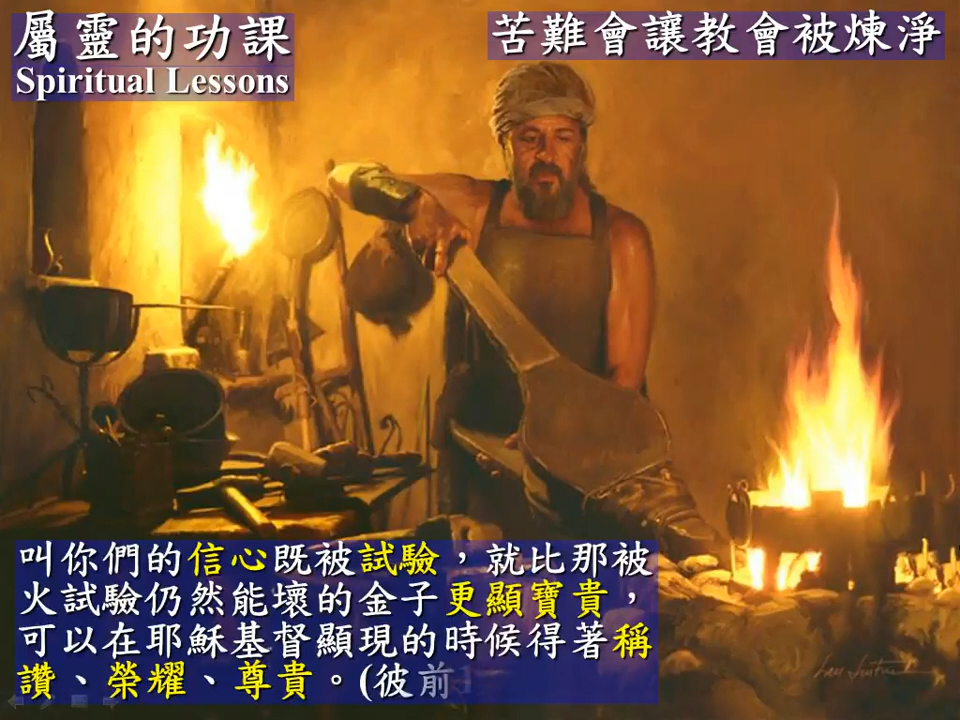 屬靈的功課
Spiritual Lessons
苦難會讓教會被煉淨
叫你們的信心既被試驗，就比那被
火試驗仍然能壞的金子更顯寶貴，
可以在耶穌基督顯現的時候得著稱
讚、榮耀、尊貴。(彼前